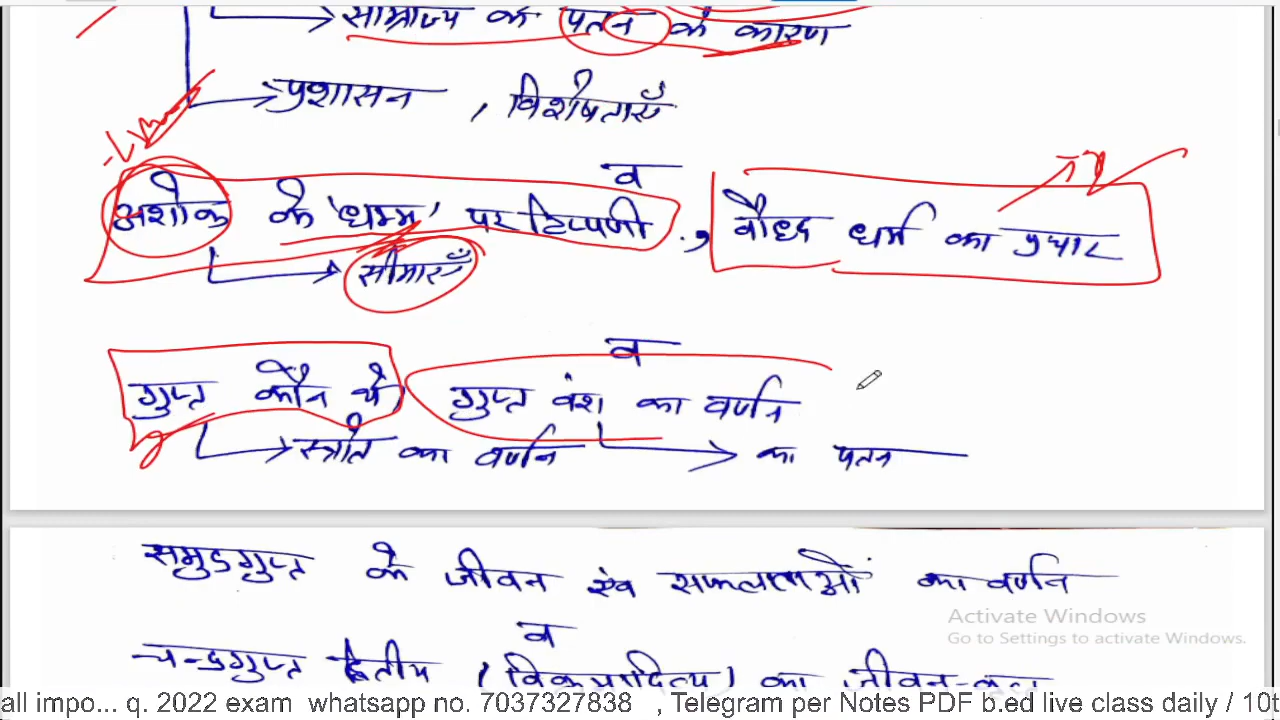 साम्राज्य के पतन के कारण
प्रशासन , विशेषताएँ
व
अशोक के 'धम्म' पर टिप्पणी , बौध्द धर्म का प्रचार
सीमाएँ
व
गुप्त कौन थे, गुप्त वंश का वर्णन
स्त्रोत का वर्णन का पतन
समुद्रगुप्त के जीवन एंव सफलताओं का वर्णन
व
चन्द्रगुप्त द्वितीय (विक्रमादित्य) का जीवन-वृत
Activate Windows
Go to Settings to activate Windows.
all impo... q. 2022 exam whatsapp no. 7037327838 , Telegram per Notes PDF b.ed live class daily / 10t